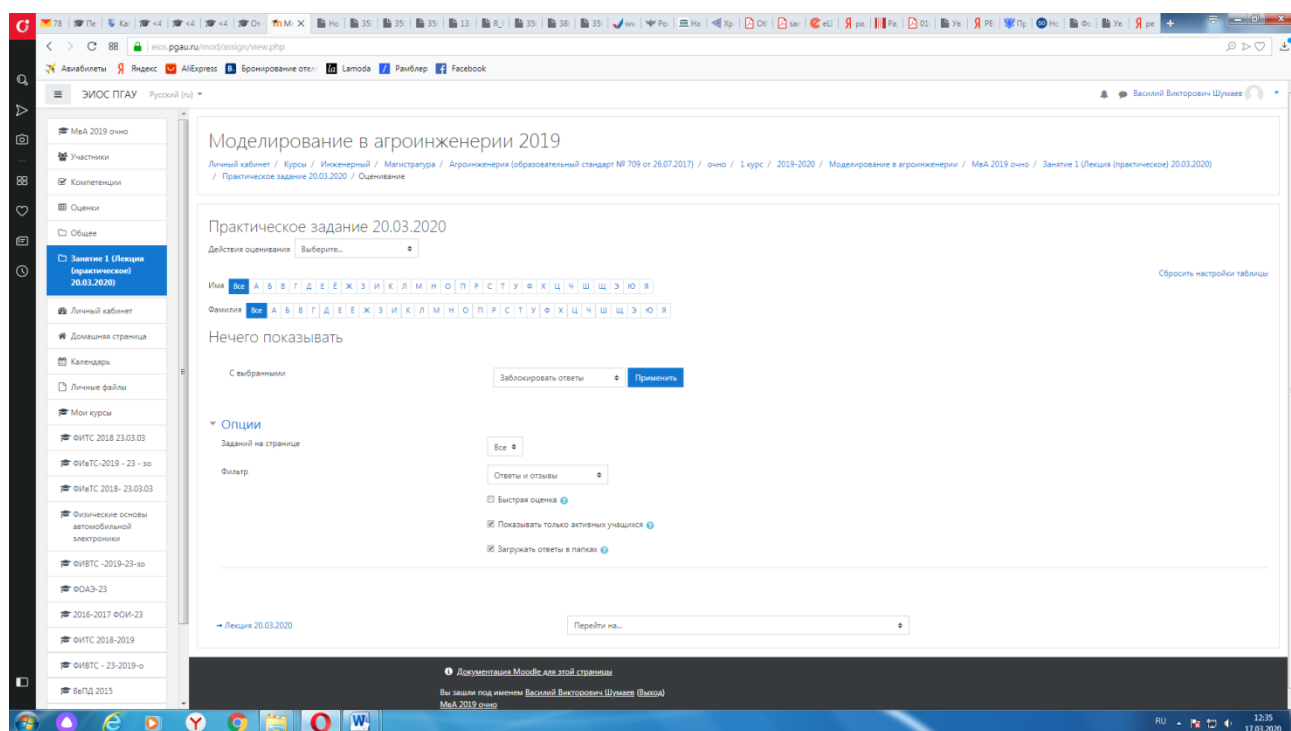 78
eios.pgau.ru/mod/assign/view.php
88
Авиабилеты Яндекс AliExpress Бронирование отел Lamoda Рамблер Facebook
ЭИОС ПГАУ Русский (ru)
Василий Викторович Шумаев
МвА 2019 очно
Участники
Компетенции
Оценки
Общее
Занятие 1 (Лекция
(практическое)
20.03.2020)
Личный кабинет
Домашняя страница
Календарь
Личные файлы
Мои курсы
ФИТС 2018 23.03.03
ФИвТС-2019 - 23 - зо
ФИвТС 2018- 23.03.03
Физические основы
автомобильной
электроники
ФИВТС -2019-23-зо
ФОАЭ-23
2016-2017 ФОИ-23
ФИТС 2018-2019
ФИВТС - 23-2019-о
ВвПД 2015
Моделирование в агроинженерии 2019
Личный кабинет / Курсы / Инженерный / Магистратура / Агроинженерия (образовательный стандарт № 709 от 26.07.2017) / очно / 1 курс / 2019-2020 / Моделирование в агроинженерии / МвА 2019 очно / Занятие 1 (Лекция (практическое) 20.03.2020)
/ Практическое задание 20.03.2020 / Оценивание
Практическое задание 20.03.2020
Действия оценивания Выберите...
Сбросить настройки таблицы
Имя Все А Б В Г Д Е Ё Ж З И К Л М Н О П Р С Т У Ф Х Ц Ч Ш Щ Э Ю Я
Фамилия Все А Б В Г Д Е Ё Ж З И К Л М Н О П Р С Т У Ф Х Ц Ч Ш Щ Э Ю Я
Нечего показывать
С выбранными Заблокировать ответы Применить
Опции
Заданий на странице Все
Фильтр Ответы и отзывы
Быстрая оценка
Показывать только активных учащихся
Загружать ответы в папках
→ Лекция 20.03.2020 Перейти на...
Документация Moodle для этой страницы
Вы зашли под именем Василий Викторович Шумаев (Выход)
МвА 2019 очно
RU 12:35
17.03.2020